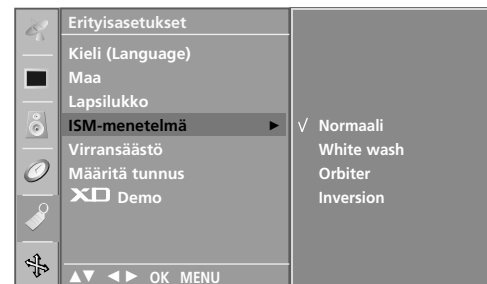 Erityisasetukset
Kieli (Language)
Maa
Lapsilukko
ISM-menetelmä ►
Virransäästö
Määritä tunnus
XD Demo
√ Normaali
White wash
Orbiter
Inversion
▲▼ ◄► OK MENU